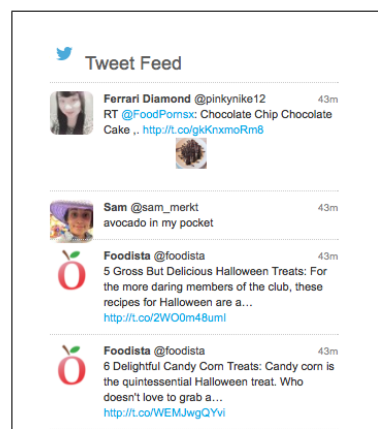 Tweet Feed
Ferrari Diamond @pinkynike12 43m
RT @FoodPornsx: Chocolate Chip Chocolate
Cake ,. http://t.co/gkKnxmoRm8
Sam @sam_merkt 43m
avocado in my pocket
Foodista @foodista 43m
5 Gross But Delicious Halloween Treats: For
the more daring members of the club, these
recipes for Halloween are a…
http://t.co/2WO0m48uml
Foodista @foodista 43m
6 Delightful Candy Corn Treats: Candy corn is
the quintessential Halloween treat. Who
doesn't love to grab a…
http://t.co/WEMJwgQYvi